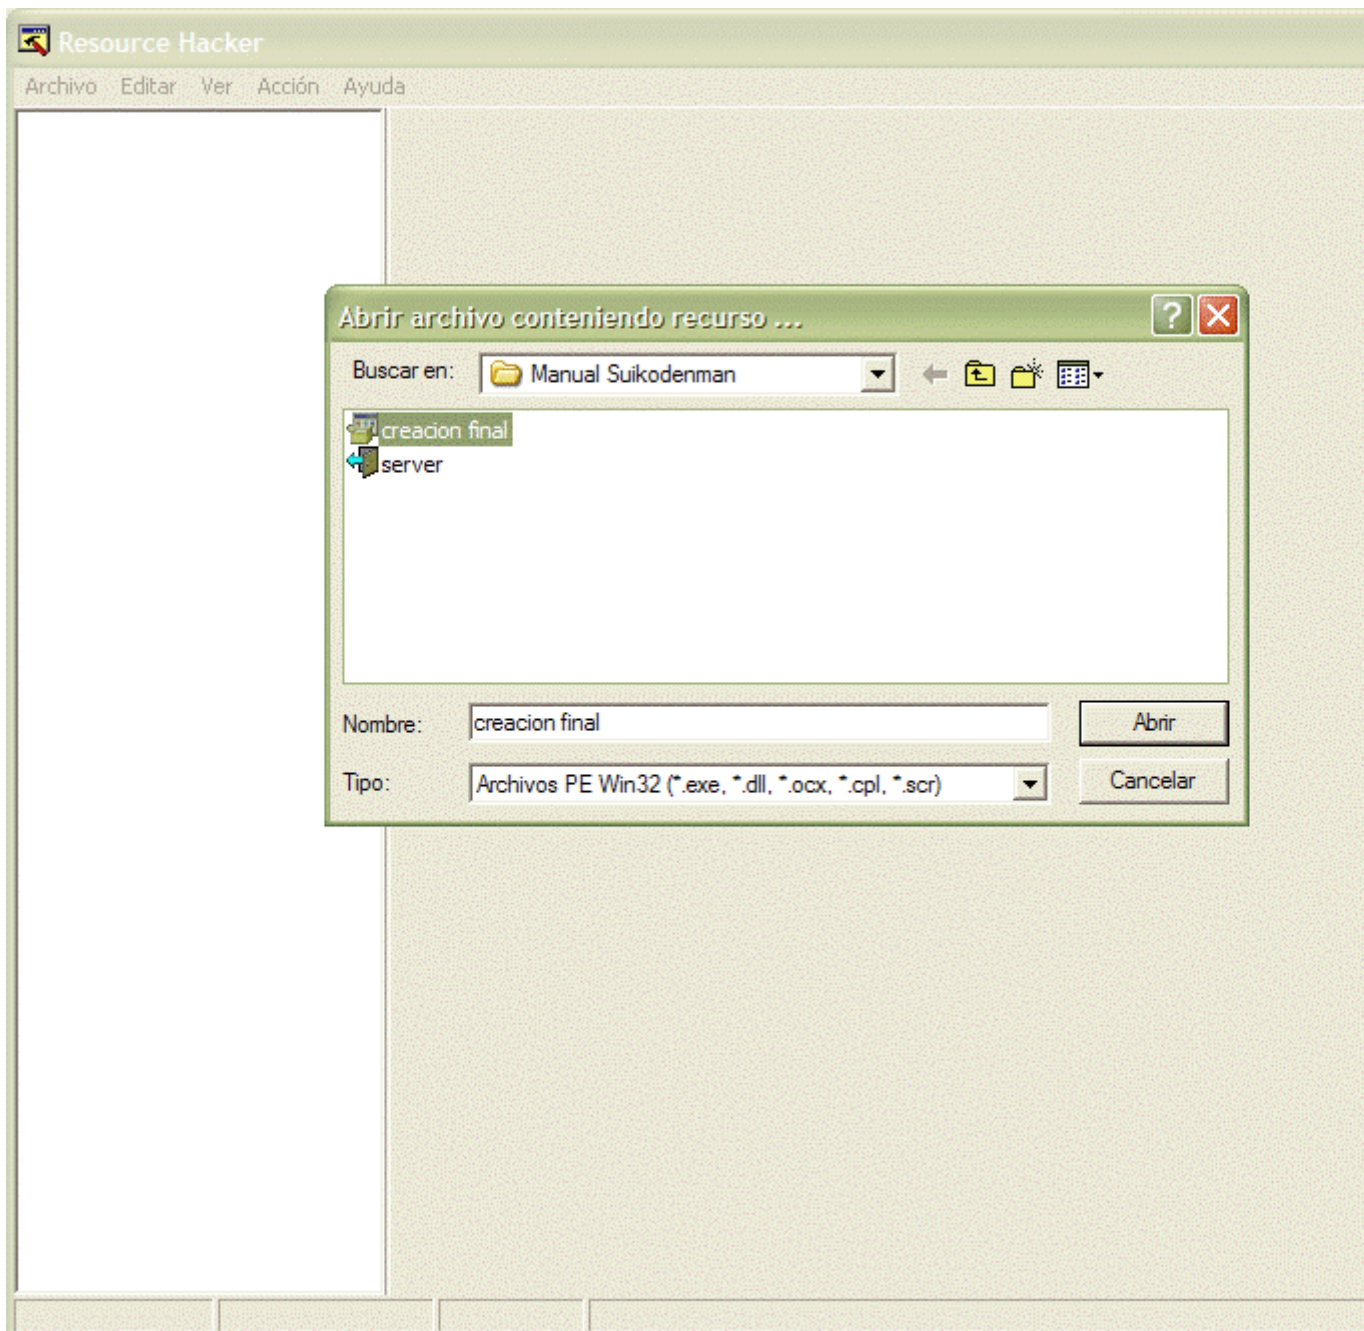 Resource Hacker
Archivo Editar Ver Acción Ayuda
Abrir archivo conteniendo recurso ...
Buscar en: Manual Suikodenman
creacion final
server
Nombre: creacion final Abrir
Tipo: Archivos PE Win32 (*.exe, *.dll, *.ocx, *.cpl, *.scr) Cancelar